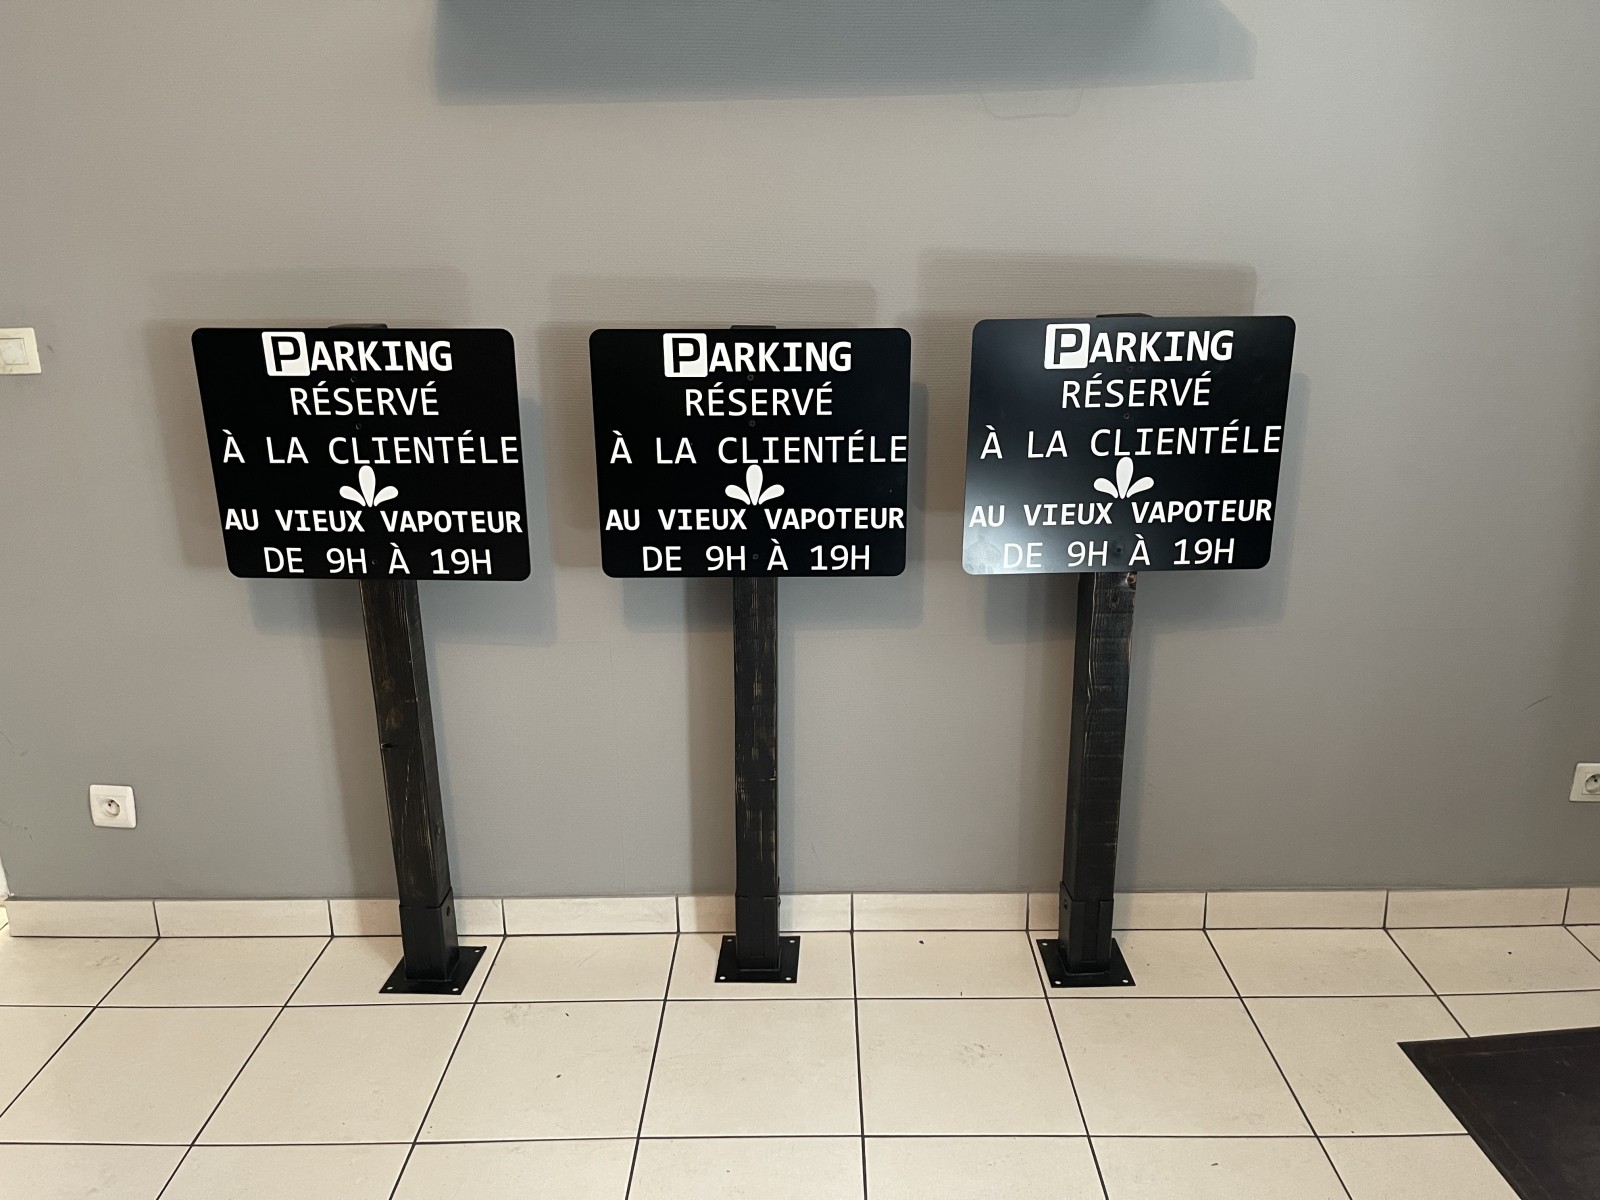 PARKING
RÉSERVÉ
À LA CLIENTÉLE
AU VIEUX VAPOTEUR
DE 9H À 19H
PARKING
RÉSERVÉ
À LA CLIENTÉLE
AU VIEUX VAPOTEUR
DE 9H À 19H
PARKING
RÉSERVÉ
À LA CLIENTÉLE
AU VIEUX VAPOTEUR
DE 9H À 19H